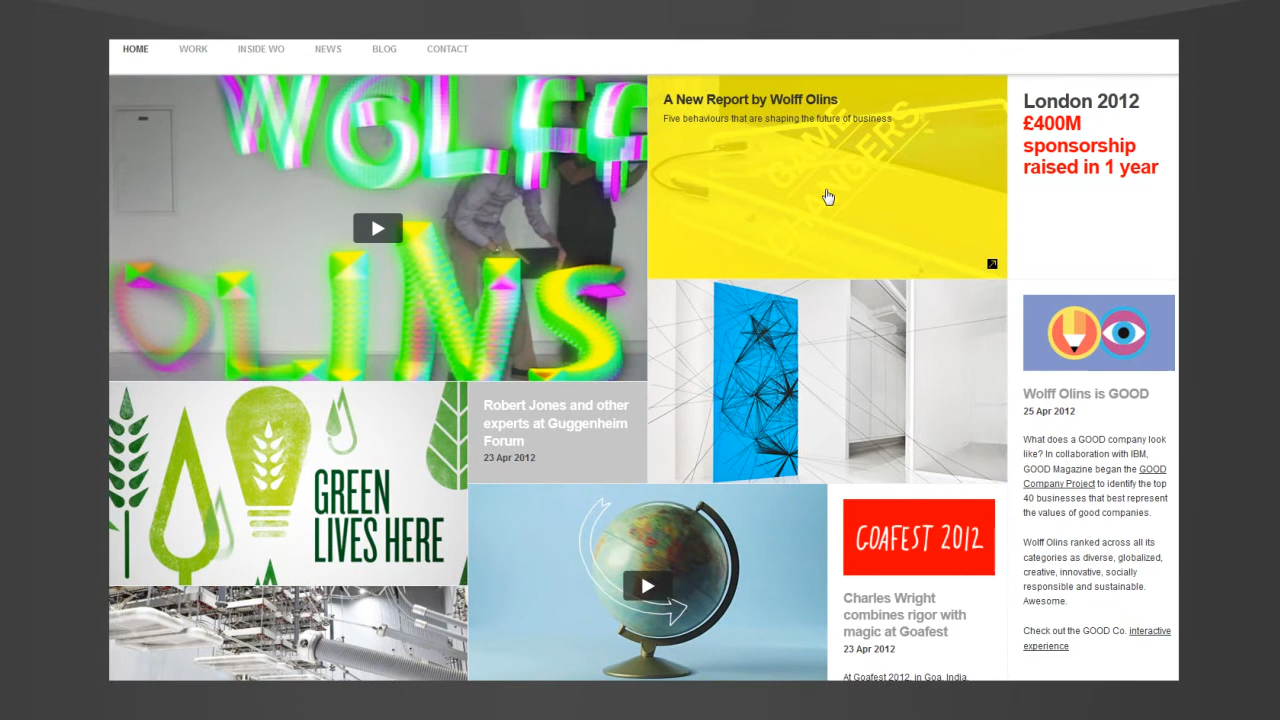 HOME WORK INSIDE WO NEWS BLOG CONTACT
WOLFF
OLINS
A New Report by Wolff Olins
Five behaviours that are shaping the future of business
GAME
CHANGERS
London 2012
£400M
sponsorship
raised in 1 year
Robert Jones and other
experts at Guggenheim
Forum
23 Apr 2012
GREEN
LIVES HERE
GOAFEST 2012
Charles Wright
combines rigor with
magic at Goafest
23 Apr 2012
At Goafest 2012, in Goa, India,
Wolff Olins is GOOD
25 Apr 2012
What does a GOOD company look
like? In collaboration with IBM,
GOOD Magazine began the GOOD
Company Project to identify the top
40 businesses that best represent
the values of good companies.
Wolff Olins ranked across all its
categories as diverse, globalized,
creative, innovative, socially
responsible and sustainable.
Awesome.
Check out the GOOD Co. interactive
experience